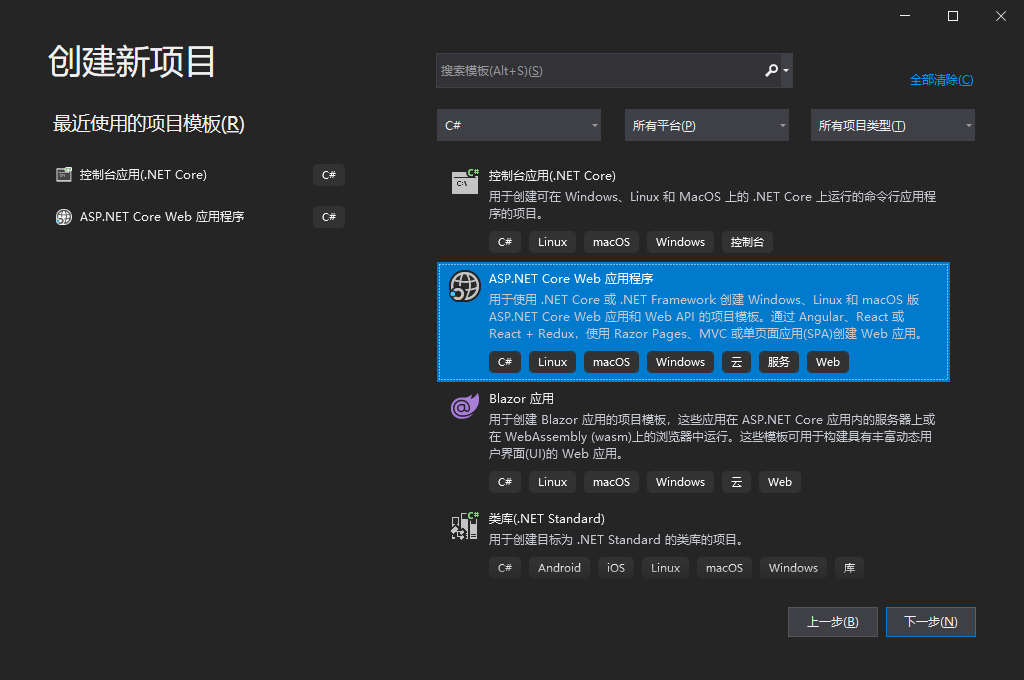 创建新项目
最近使用的项目模板(R)
控制台应用(.NET Core)
C#
ASP.NET Core Web 应用程序
C#
搜索模板(Alt+S)(S)
全部清除(C)
C#
所有平台(P)
所有项目类型(T)
控制台应用(.NET Core)
用于创建可在 Windows、Linux 和 MacOS 上的 .NET Core 上运行的命令行应用程
序的项目。
C# Linux macOS Windows 控制台
ASP.NET Core Web 应用程序
用于使用 .NET Core 或 .NET Framework 创建 Windows、Linux 和 macOS 版
ASP.NET Core Web 应用和 Web API 的项目模板。通过 Angular、React 或
React + Redux，使用 Razor Pages、MVC 或单页面应用(SPA)创建 Web 应用。
C# Linux macOS Windows 云 服务 Web
Blazor 应用
用于创建 Blazor 应用的项目模板，这些应用在 ASP.NET Core 应用内的服务器上或
在 WebAssembly (wasm)上的浏览器中运行。这些模板可用于构建具有丰富动态用
户界面(UI)的 Web 应用。
C# Linux macOS Windows 云 Web
类库(.NET Standard)
用于创建目标为 .NET Standard 的类库的项目。
C# Android iOS Linux macOS Windows 库
上一步(B)
下一步(N)